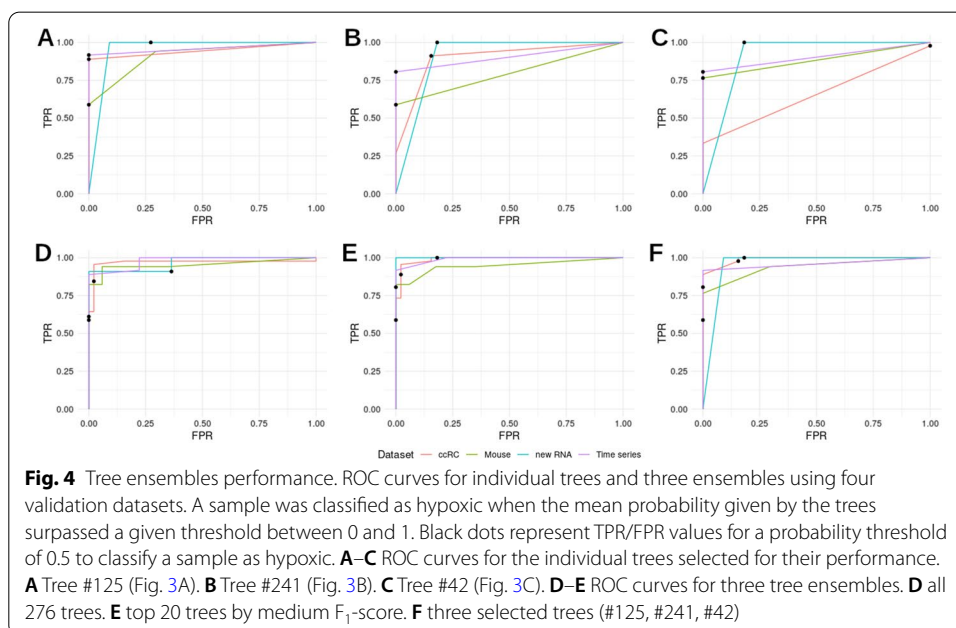 A
B
C
1.00
0.75
0.50
0.25
0.00
TPR
0.00 0.25 0.50 0.75 1.00
FPR
1.00
0.75
0.50
0.25
0.00
TPR
0.00 0.25 0.50 0.75 1.00
FPR
1.00
0.75
0.50
0.25
0.00
TPR
0.00 0.25 0.50 0.75 1.00
FPR
D
E
F
1.00
0.75
0.50
0.25
0.00
TPR
0.00 0.25 0.50 0.75 1.00
FPR
1.00
0.75
0.50
0.25
0.00
TPR
0.00 0.25 0.50 0.75 1.00
FPR
1.00
0.75
0.50
0.25
0.00
TPR
0.00 0.25 0.50 0.75 1.00
FPR
Dataset ccRC Mouse new RNA Time series
Fig. 4 Tree ensembles performance. ROC curves for individual trees and three ensembles using four
validation datasets. A sample was classified as hypoxic when the mean probability given by the trees
surpassed a given threshold between 0 and 1. Black dots represent TPR/FPR values for a probability threshold
of 0.5 to classify a sample as hypoxic. A–C ROC curves for the individual trees selected for their performance.
A Tree #125 (Fig. 3A). B Tree #241 (Fig. 3B). C Tree #42 (Fig. 3C). D–E ROC curves for three tree ensembles. D all
276 trees. E top 20 trees by medium F₁-score. F three selected trees (#125, #241, #42)